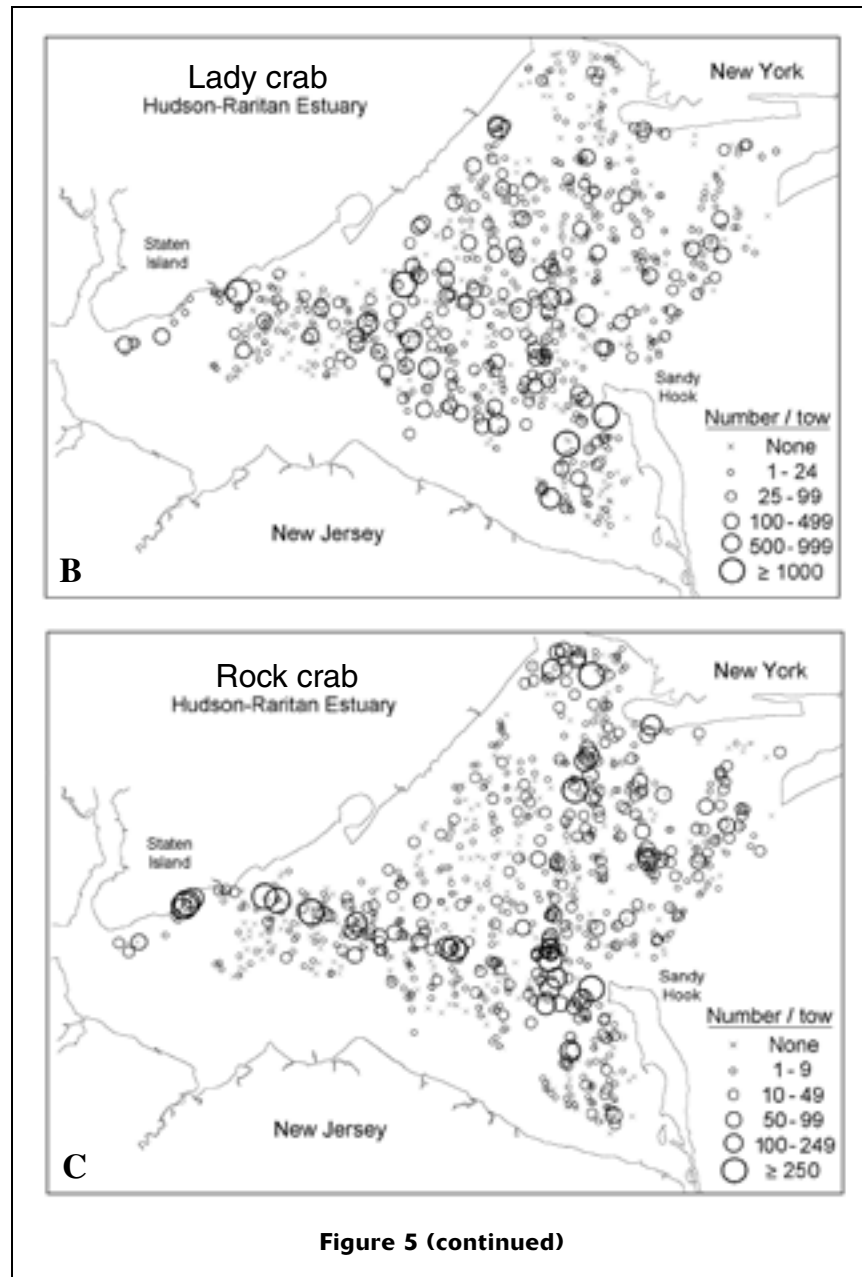 Lady crab
Hudson-Raritan Estuary
New York
Staten
Island
Sandy
Hook
New Jersey
Number / tow
× None
1 - 24
25 - 99
100 - 499
500 - 999
≥ 1000
B
Rock crab
Hudson-Raritan Estuary
New York
Staten
Island
Sandy
Hook
New Jersey
Number / tow
× None
1 - 9
10 - 49
50 - 99
100 - 249
≥ 250
C
Figure 5 (continued)